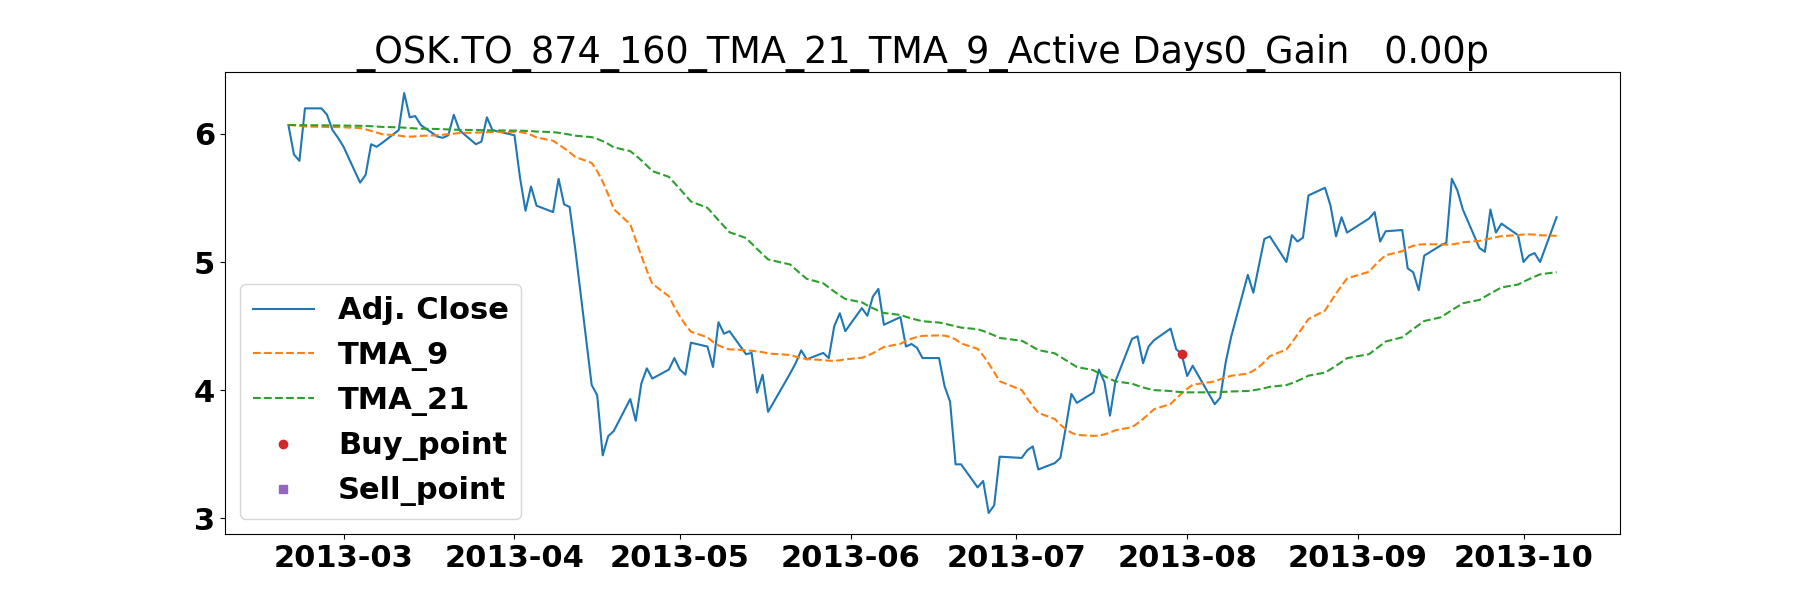 _OSK.TO_874_160_TMA_21_TMA_9_Active Days0_Gain   0.00p
6
5
4
3
Adj. Close
TMA_9
TMA_21
Buy_point
Sell_point
2013-03 2013-04 2013-05 2013-06 2013-07 2013-08 2013-09 2013-10